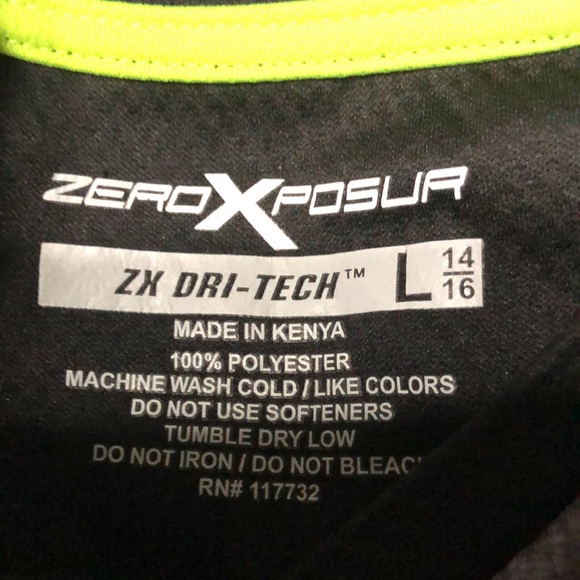 ZEROXPOSUR
ZX DRI-TECH™ L 14/16
MADE IN KENYA
100% POLYESTER
MACHINE WASH COLD / LIKE COLORS
DO NOT USE SOFTENERS
TUMBLE DRY LOW
DO NOT IRON / DO NOT BLEAC
RN# 117732